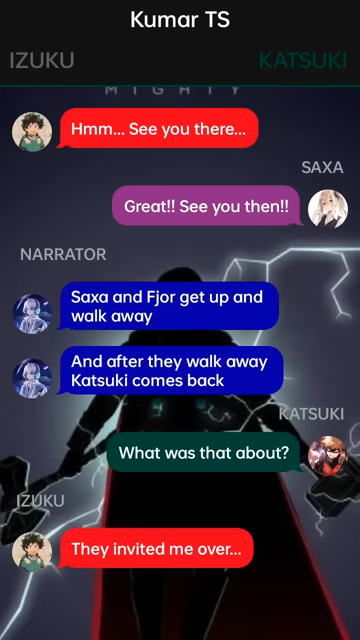 Kumar TS
IZUKU
KATSUKI
MIGHTY
Hmm... See you there...
SAXA
Great!! See you then!!
NARRATOR
Saxa and Fjor get up and
walk away
And after they walk away
Katsuki comes back
KATSUKI
What was that about?
IZUKU
They invited me over...